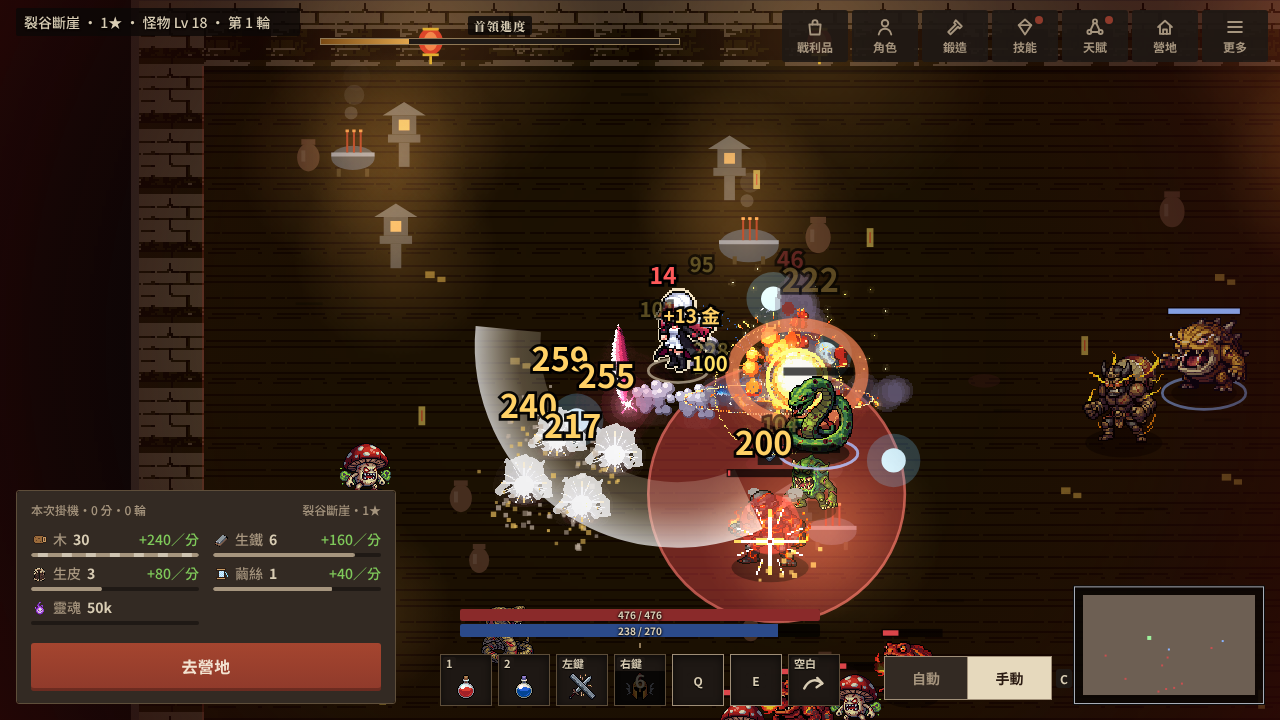 裂谷斷崖 · 1★ · 怪物 Lv 18 · 第 1 輪
首領進度
戰利品
角色
鍛造
技能
天賦
營地
更多
14
95
46
222
+13 金
100
259
255
240
217
104
200
本次掛機·0 分·0 輪
裂谷斷崖·1★
木 30
+240／分
生鐵 6
+160／分
生皮 3
+80／分
繭絲 1
+40／分
靈魂 50k
去營地
476 / 476
238 / 270
1
2
左鍵
右鍵
6
Q
E
空白
自動
手動
C